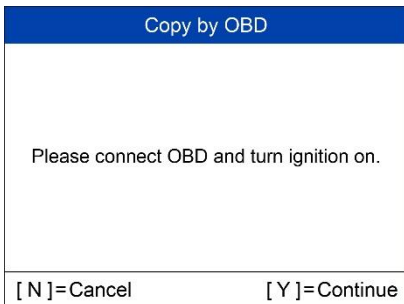 Copy by OBD
Please connect OBD and turn ignition on.
[ N ]=Cancel [ Y ]=Continue